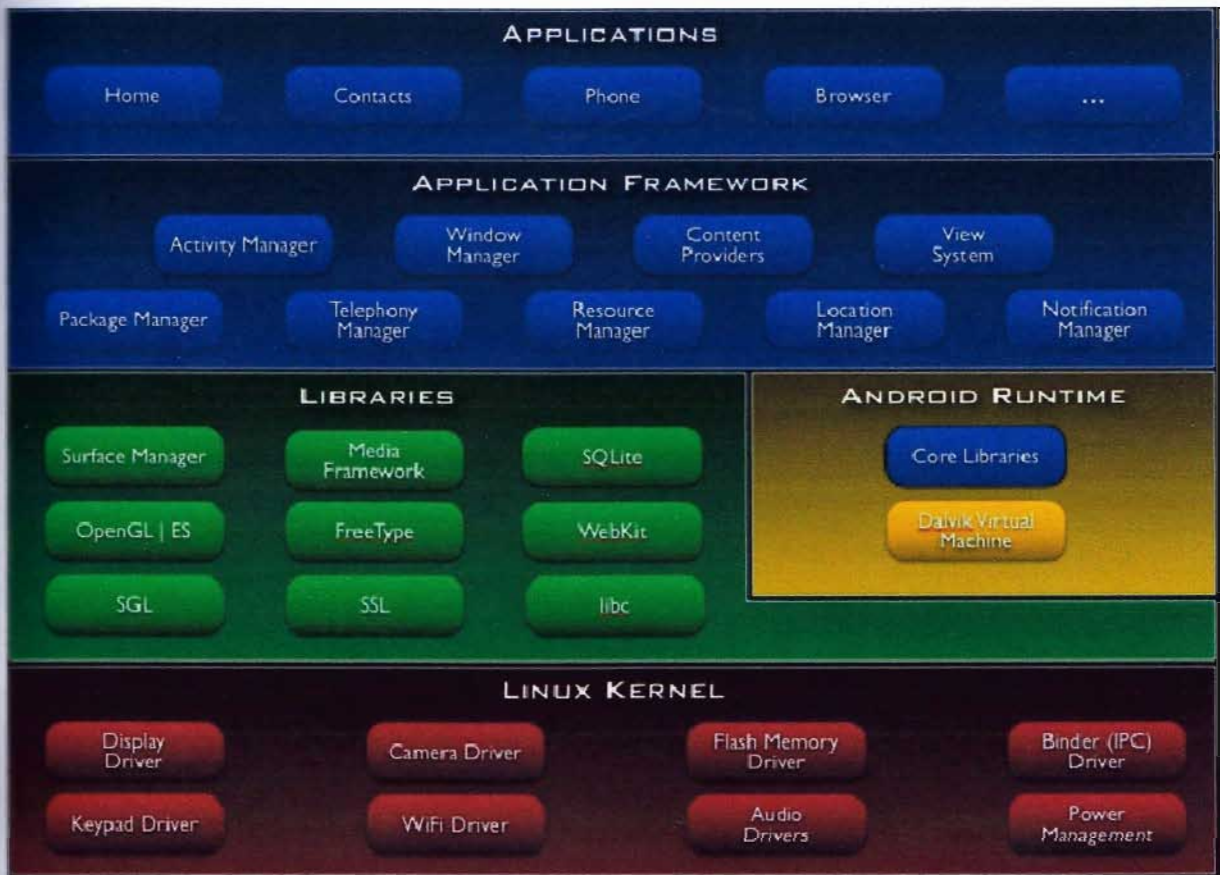 APPLICATIONS
Home
Contacts
Phone
Browser
...
APPLICATION FRAMEWORK
Activity Manager
Window
Manager
Content
Providers
View
System
Package Manager
Telephony
Manager
Resource
Manager
Location
Manager
Notification
Manager
LIBRARIES
Surface Manager
Media
Framework
SQLite
OpenGL | ES
FreeType
WebKit
SGL
SSL
libc
ANDROID RUNTIME
Core Libraries
Dalvik Virtual
Machine
LINUX KERNEL
Display
Driver
Camera Driver
Flash Memory
Driver
Binder (IPC)
Driver
Keypad Driver
WiFi Driver
Audio
Drivers
Power
Management